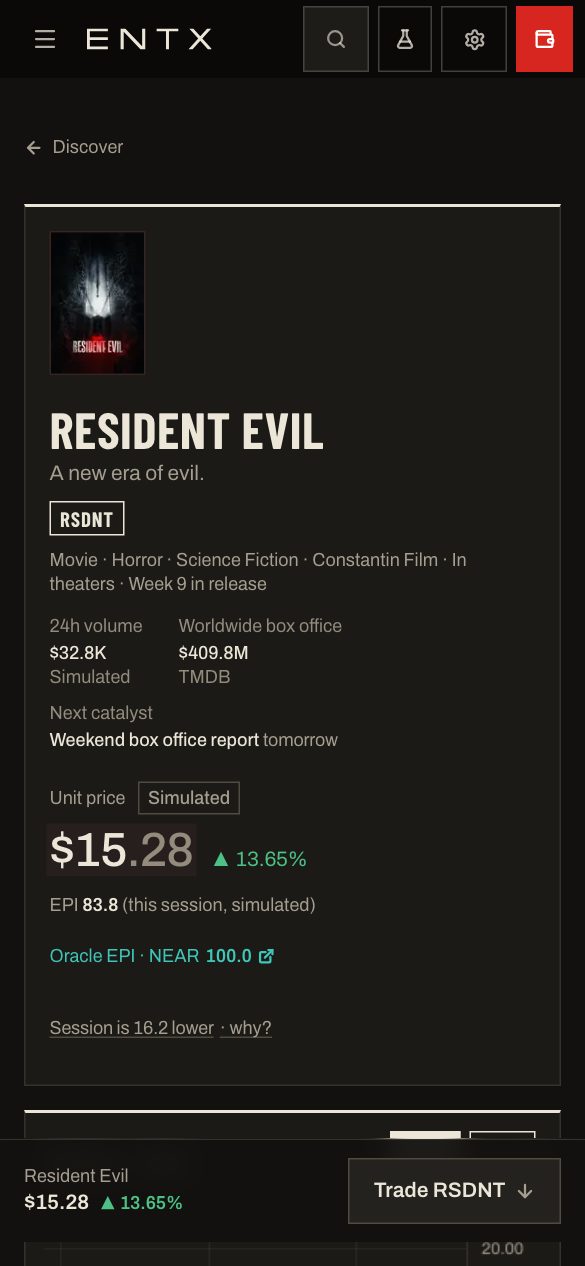 ENTX
Discover
RESIDENT EVIL
RESIDENT EVIL
A new era of evil.
RSDNT
Movie · Horror · Science Fiction · Constantin Film · In
theaters · Week 9 in release
24h volume Worldwide box office
$32.8K $409.8M
Simulated TMDB
Next catalyst
Weekend box office report tomorrow
Unit price Simulated
$15.28 ▲ 13.65%
EPI 83.8 (this session, simulated)
Oracle EPI · NEAR 100.0
Session is 16.2 lower · why?
Resident Evil
$15.28 ▲ 13.65%
Trade RSDNT ↓
20.00